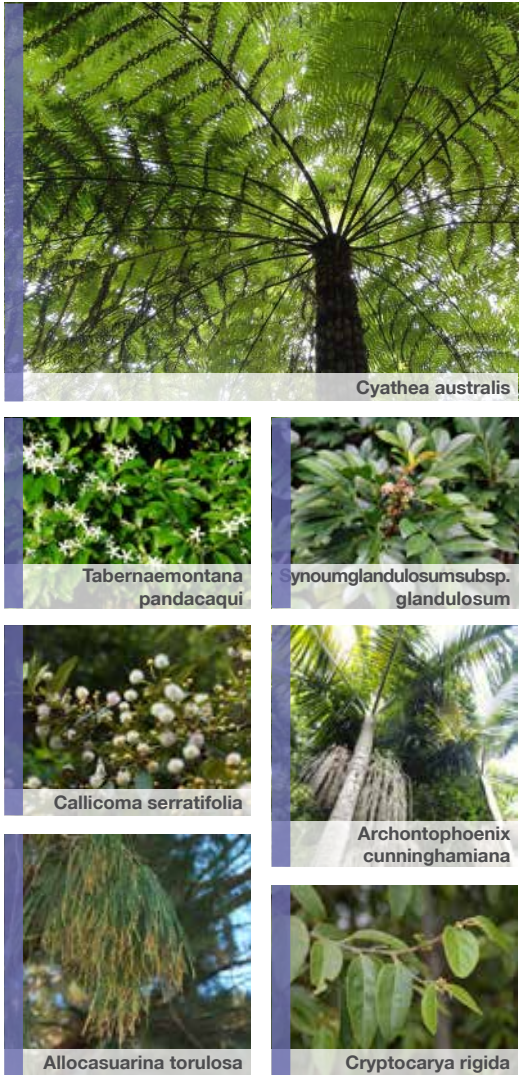 Cyathea australis
Tabernaemontana
pandacaqui
Synoumglandulosumsubsp.
glandulosum
Callicoma serratifolia
Archontophoenix
cunninghamiana
Allocasuarina torulosa
Cryptocarya rigida